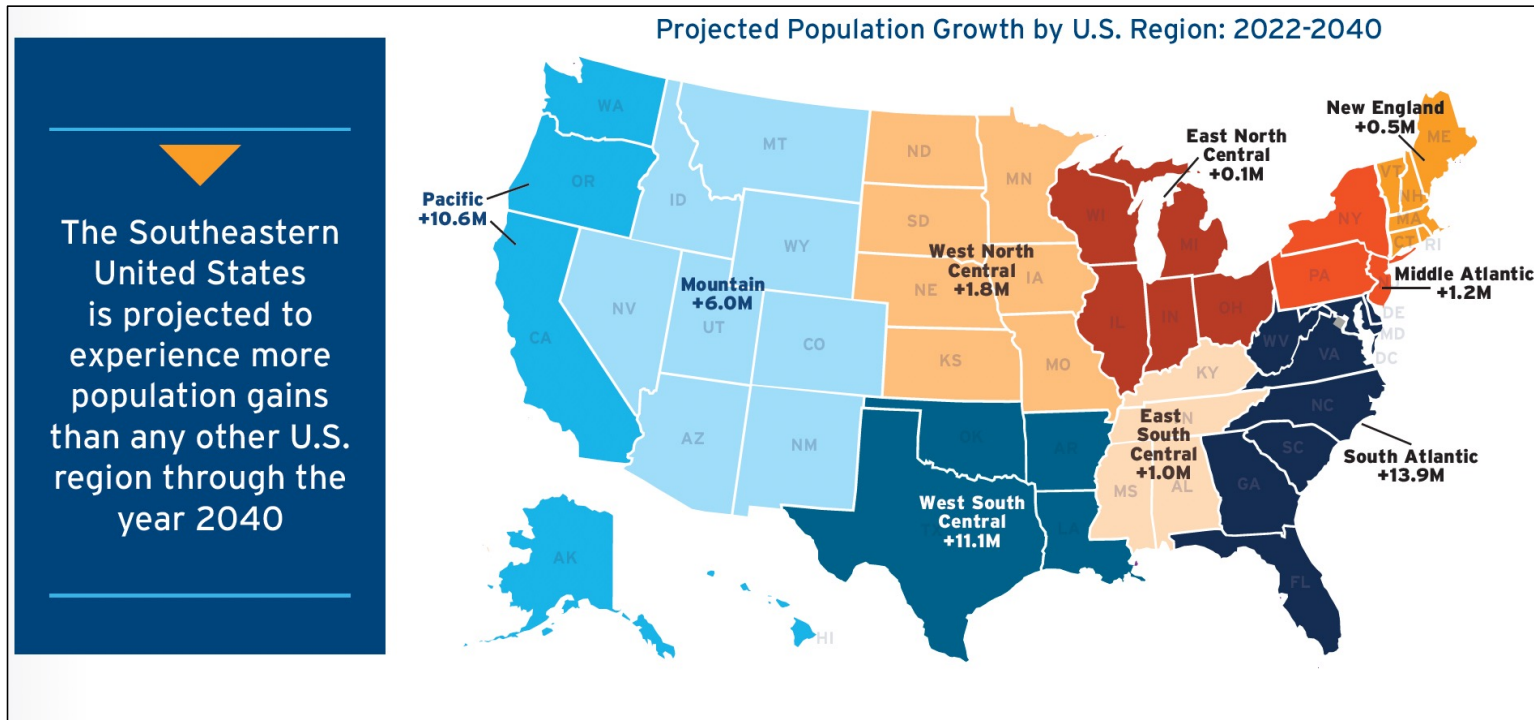 Projected Population Growth by U.S. Region: 2022-2040
The Southeastern
United States
is projected to
experience more
population gains
than any other U.S.
region through the
year 2040
WA
OR
CA
AK
HI
Pacific
+10.6M
MT
ID
WY
NV
UT
CO
AZ
NM
Mountain
+6.0M
ND
MN
SD
NE
IA
KS
MO
West North
Central
+1.8M
East North
Central
+0.1M
WI
MI
IL
IN
OH
New England
+0.5M
ME
VT
NH
MA
CT
RI
NY
PA
Middle Atlantic
+1.2M
DE
MD
DC
WV
VA
NC
SC
GA
FL
South Atlantic
+13.9M
KY
MS
AL
East
South
Central
+1.0M
OK
AR
LA
West South
Central
+11.1M